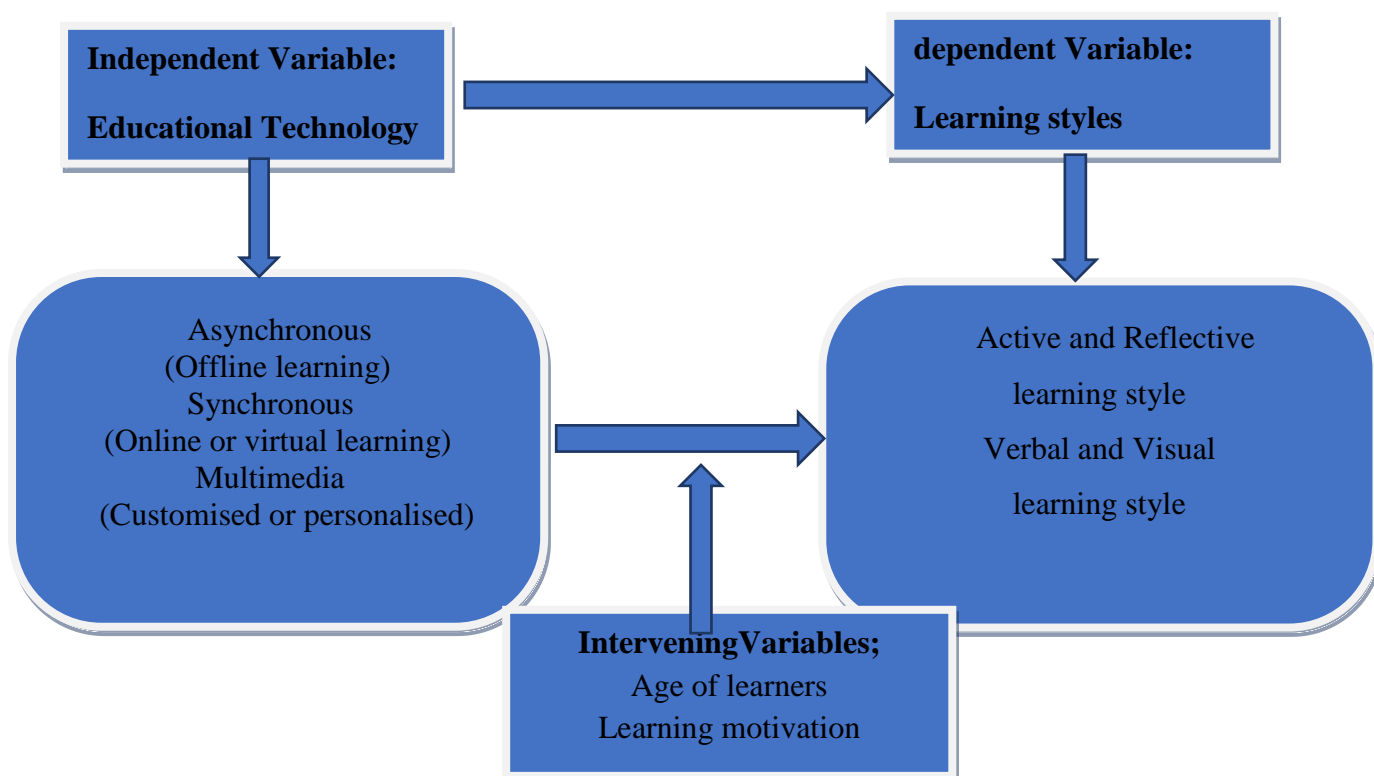 Independent Variable:
Educational Technology
dependent Variable:
Learning styles
Asynchronous
(Offline learning)
Synchronous
(Online or virtual learning)
Multimedia
(Customised or personalised)
Active and Reflective
learning style
Verbal and Visual
learning style
InterveningVariables;
Age of learners
Learning motivation